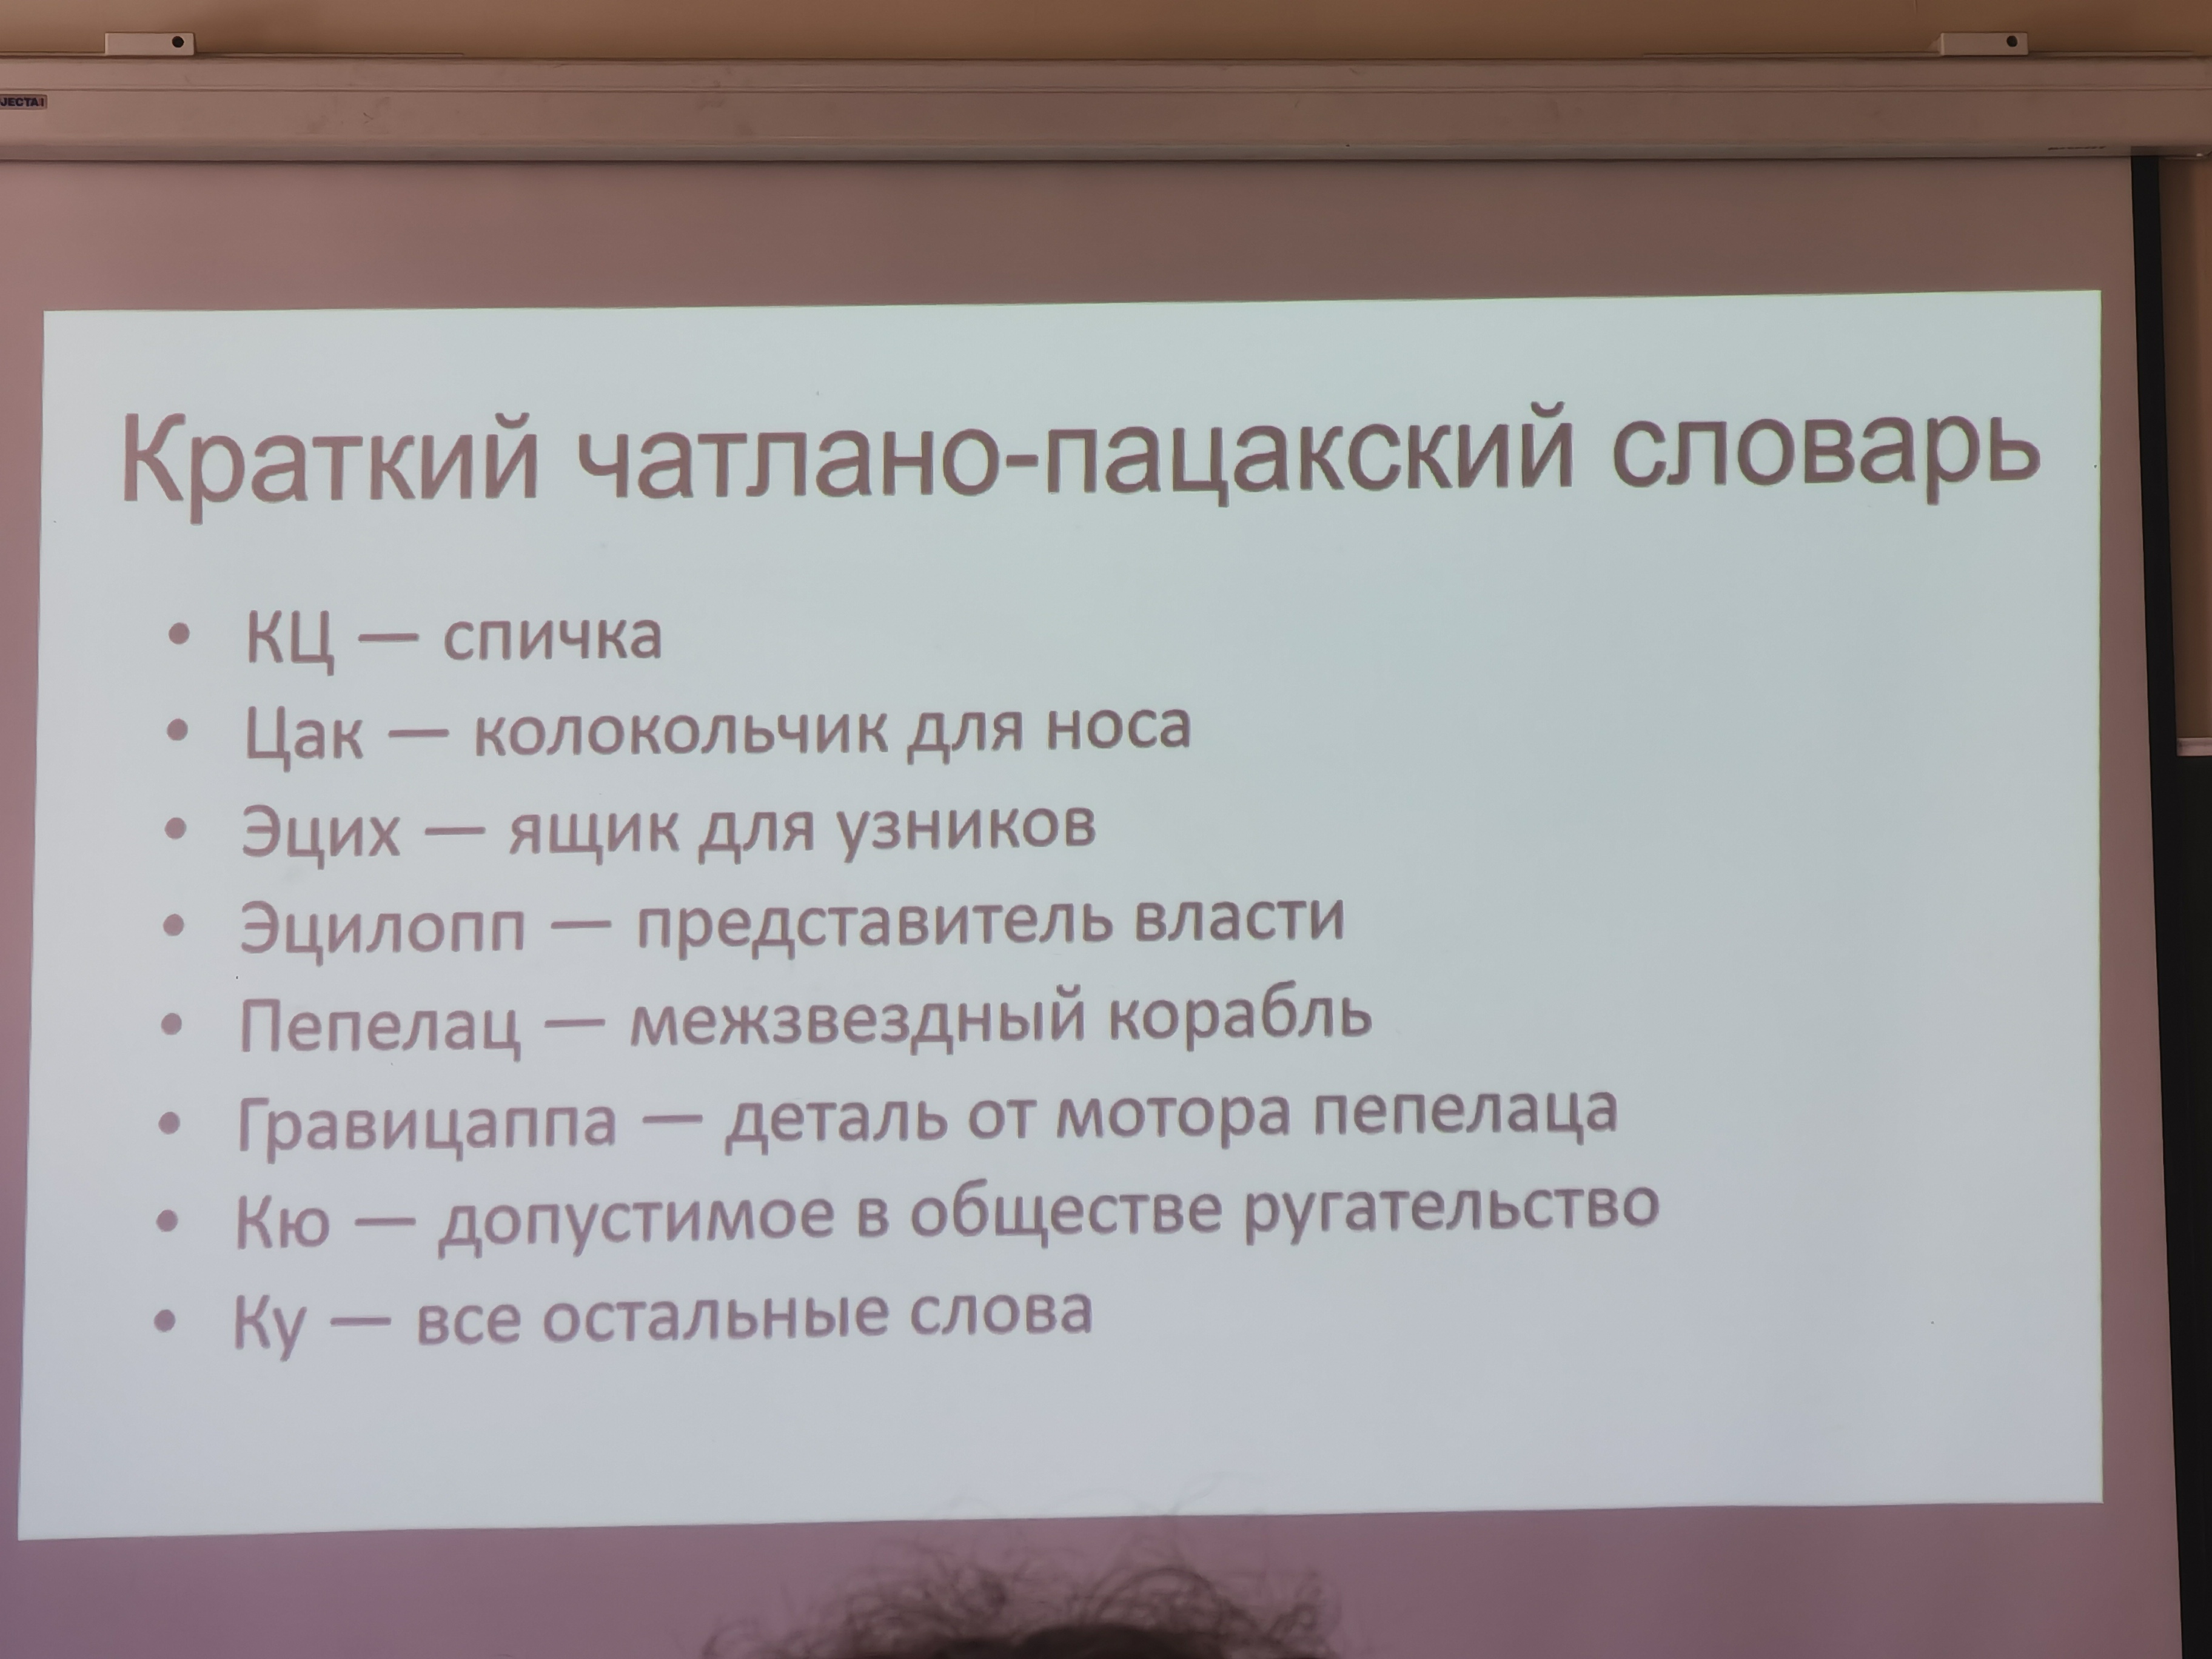 JECTA
Краткий чатлано-пацакский словарь
• КЦ — спичка
• Цак — колокольчик для носа
• Эцих — ящик для узников
• Эцилопп — представитель власти
• Пепелац — межзвездный корабль
• Гравицаппа — деталь от мотора пепелаца
• Кю — допустимое в обществе ругательство
• Ку — все остальные слова